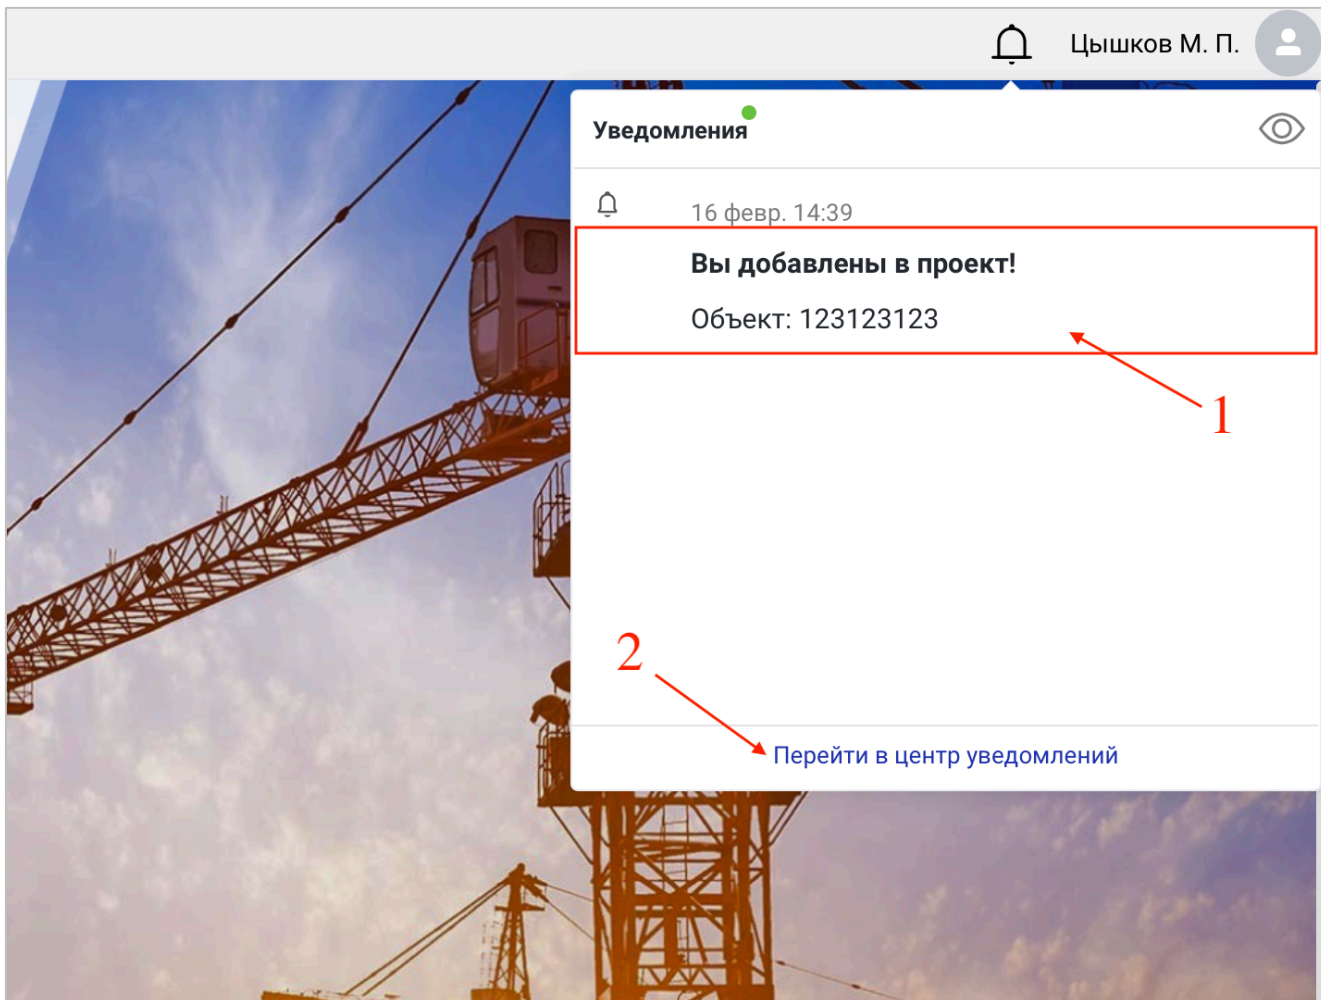 Цышков М. П.
Уведомления
16 февр. 14:39
Вы добавлены в проект!
Объект: 123123123
1
2
Перейти в центр уведомлений